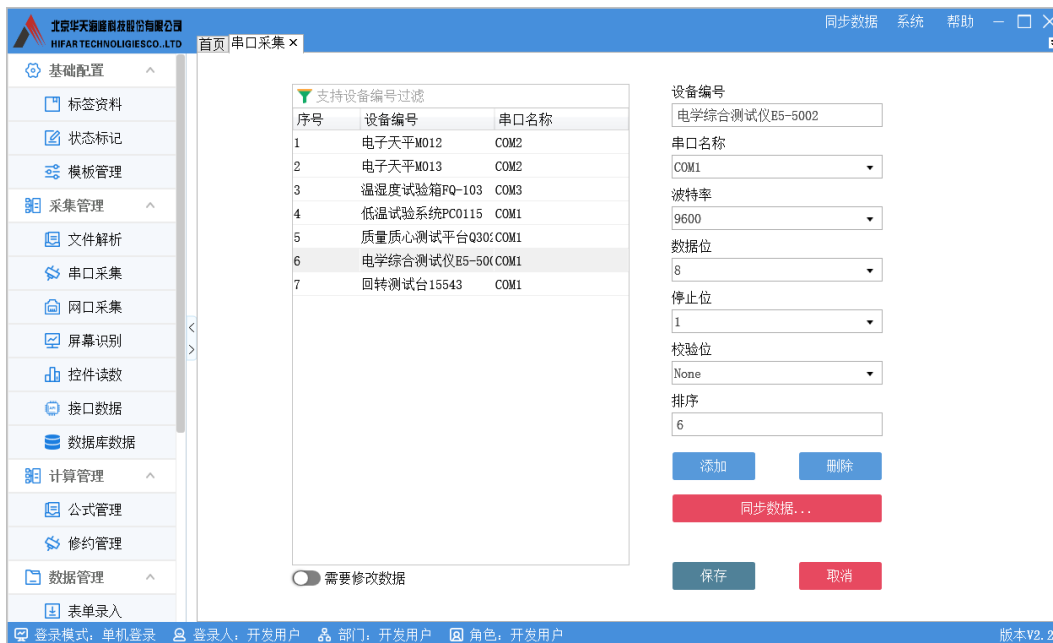 北京华天海峰科技股份有限公司
HIFAR TECHNOLIGIESCO.,LTD
同步数据 系统 帮助
首页 串口采集 ×
基础配置
标签资料
状态标记
模板管理
采集管理
文件解析
串口采集
网口采集
屏幕识别
控件读数
接口数据
数据库数据
计算管理
公式管理
修约管理
数据管理
表单录入
支持设备编号过滤
序号 设备编号 串口名称
1 电子天平M012 COM2
2 电子天平M013 COM2
3 温湿度试验箱FQ-103 COM3
4 低温试验系统PC0115 COM1
5 质量质心测试平台Q302 COM1
6 电学综合测试仪E5-500 COM1
7 回转测试台15543 COM1
需要修改数据
设备编号
电学综合测试仪E5-5002
串口名称
COM1
波特率
9600
数据位
8
停止位
1
校验位
None
排序
6
添加 删除
同步数据...
保存 取消
登录模式: 单机登录 登录人: 开发用户 部门: 开发用户 角色: 开发用户 版本V2.2